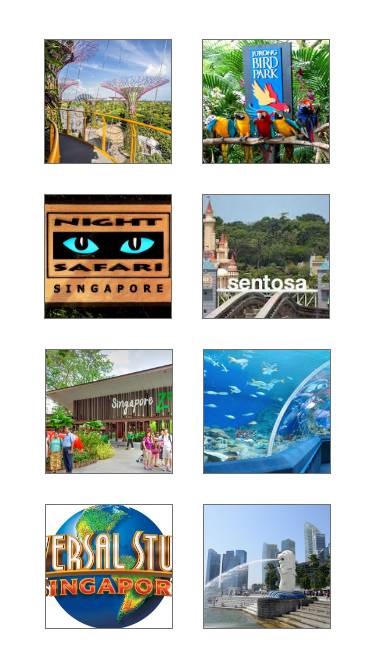 JURONG
BIRD
PARK
NIGHT
SAFARI
SINGAPORE
sentosa
Singapore Z
VERSAL STU
SINGAPOR